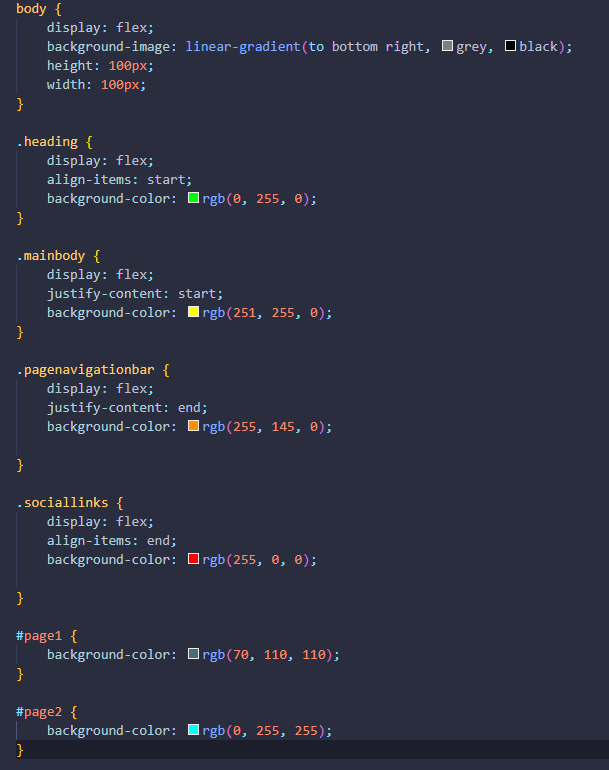 body {
    display: flex;
    background-image: linear-gradient(to bottom right, grey, black);
    height: 100px;
    width: 100px;
}

.heading {
    display: flex;
    align-items: start;
    background-color: rgb(0, 255, 0);
}

.mainbody {
    display: flex;
    justify-content: start;
    background-color: rgb(251, 255, 0);
}

.pagenavigationbar {
    display: flex;
    justify-content: end;
    background-color: rgb(255, 145, 0);

}

.sociallinks {
    display: flex;
    align-items: end;
    background-color: rgb(255, 0, 0);

}

#page1 {
    background-color: rgb(70, 110, 110);
}

#page2 {
    background-color: rgb(0, 255, 255);
}